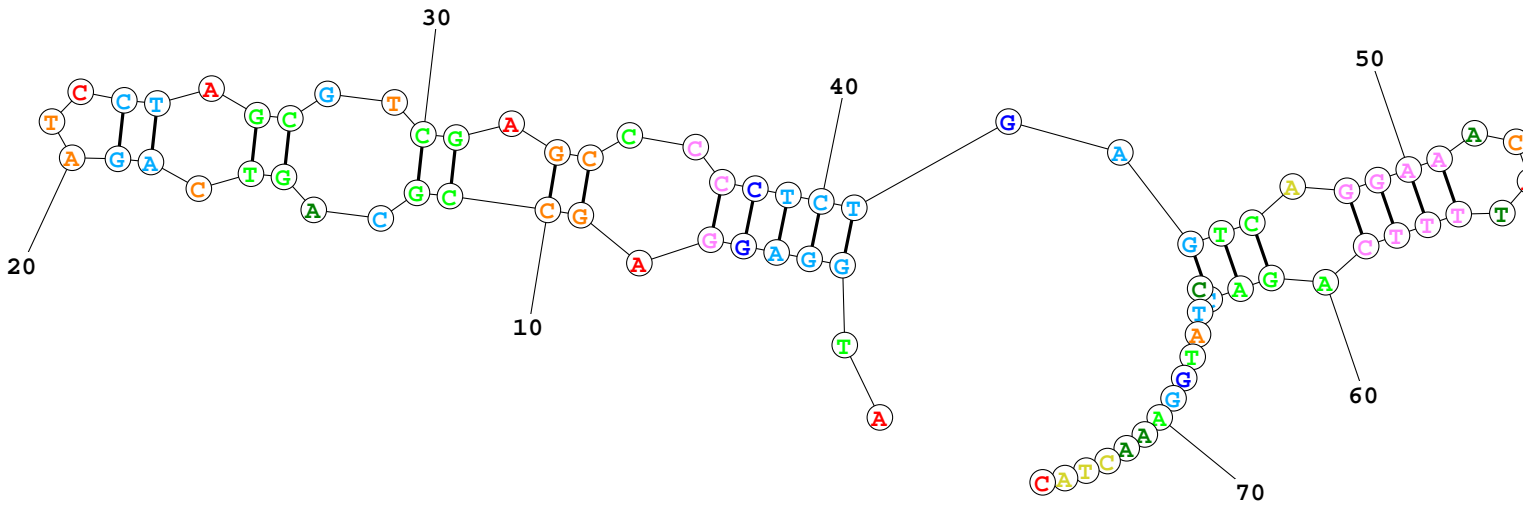 A T G G A G G A G C
10
C G C A G T C A G A
20
T C C T A G C G T C
30
G A G C C C C C T C
40
T G A G T C A G G A
50
A A C
T T T T C A
60
G A
C T A T G G A
70
A A C T A C